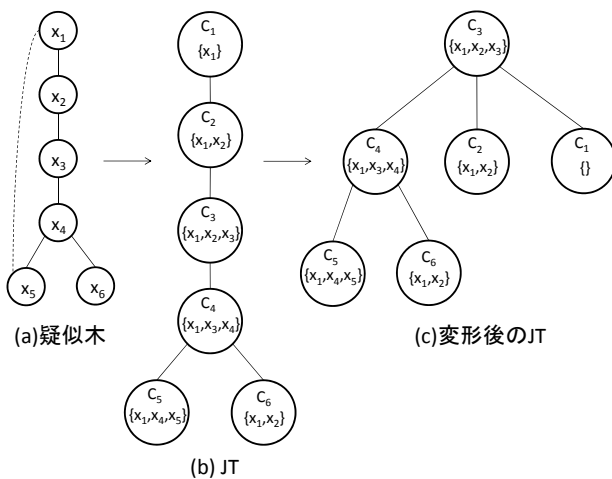 x1
x2
x3
x4
x5
x6
(a)疑似木
C1
{x1}
C2
{x1,x2}
C3
{x1,x2,x3}
C4
{x1,x3,x4}
C5
{x1,x4,x5}
C6
{x1,x2}
(b) JT
C3
{x1,x2,x3}
C4
{x1,x3,x4}
C2
{x1,x2}
C1
{}
C5
{x1,x4,x5}
C6
{x1,x2}
(c)変形後のJT